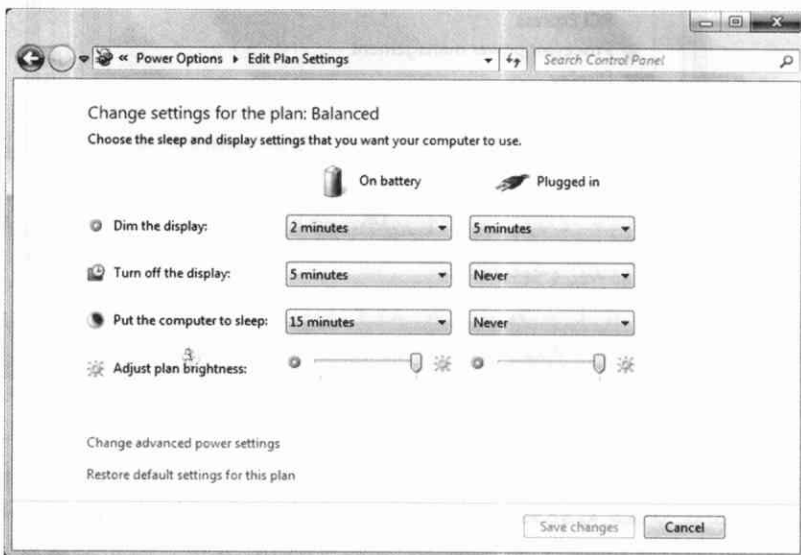 « Power Options ▸ Edit Plan Settings
Search Control Panel
Change settings for the plan: Balanced
Choose the sleep and display settings that you want your computer to use.
On battery Plugged in
Dim the display: 2 minutes 5 minutes
Turn off the display: 5 minutes Never
Put the computer to sleep: 15 minutes Never
Adjust plan brightness:
Change advanced power settings
Restore default settings for this plan
Save changes Cancel